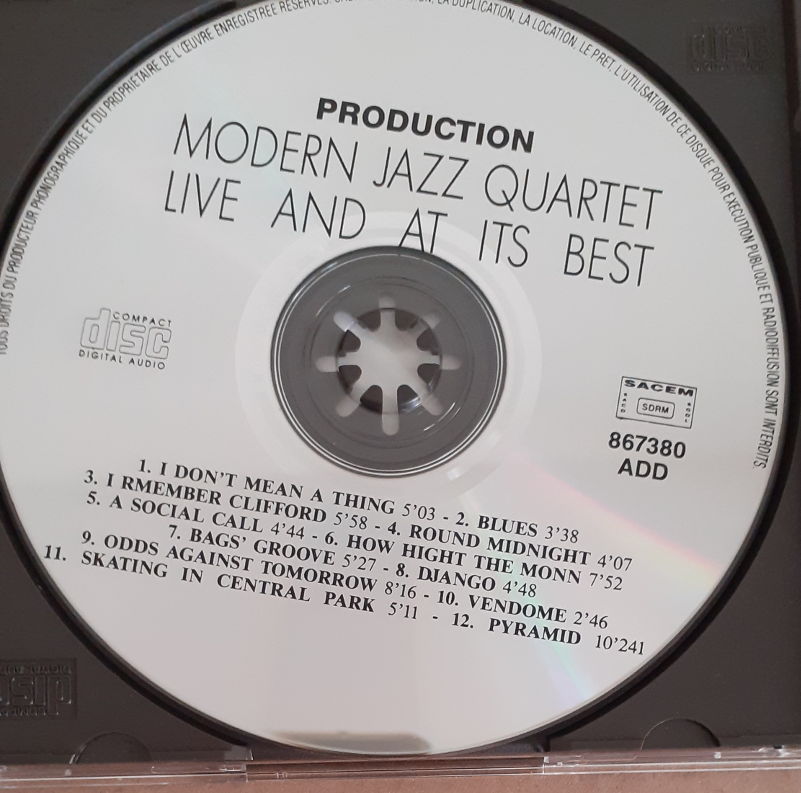 TOUS DROITS DU PRODUCTEUR PHONOGRAPHIQUE ET DU PROPRIETAIRE DE L'ŒUVRE ENREGISTREE RESERVES. LA DUPLICATION, LA LOCATION, LE PRET, L'UTILISATION DE CE DISQUE POUR EXECUTION PUBLIQUE ET RADIODIFFUSION SONT INTERDITS.
PRODUCTION
MODERN JAZZ QUARTET
LIVE AND AT ITS BEST
COMPACT
disc
DIGITAL AUDIO
SACEM
SDRM
867380
ADD
1. I DON'T MEAN A THING 5'03 - 2. BLUES 3'38
3. I RMEMBER CLIFFORD 5'58 - 4. ROUND MIDNIGHT 4'07
5. A SOCIAL CALL 4'44 - 6. HOW HIGHT THE MONN 7'52
7. BAGS' GROOVE 5'27 - 8. DJANGO 4'48
9. ODDS AGAINST TOMORROW 8'16 - 10. VENDOME 2'46
11. SKATING IN CENTRAL PARK 5'11 - 12. PYRAMID 10'241